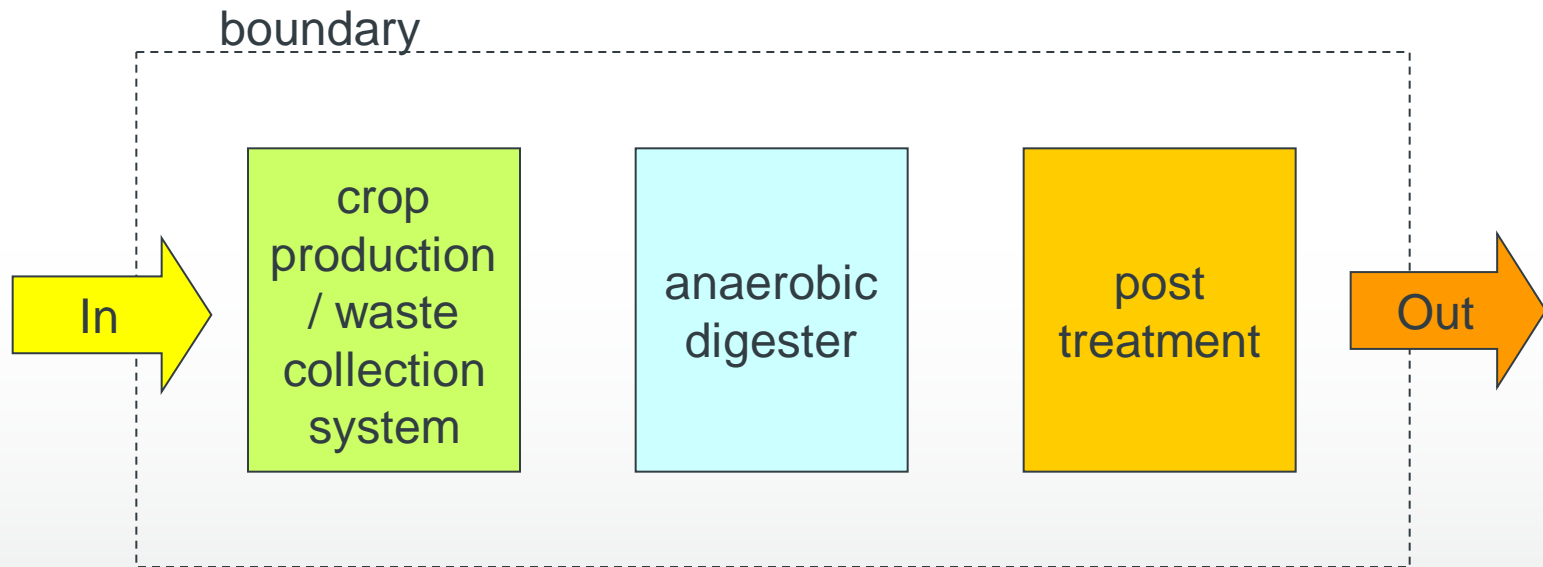 boundary
In
crop
production
/ waste
collection
system
anaerobic
digester
post
treatment
Out